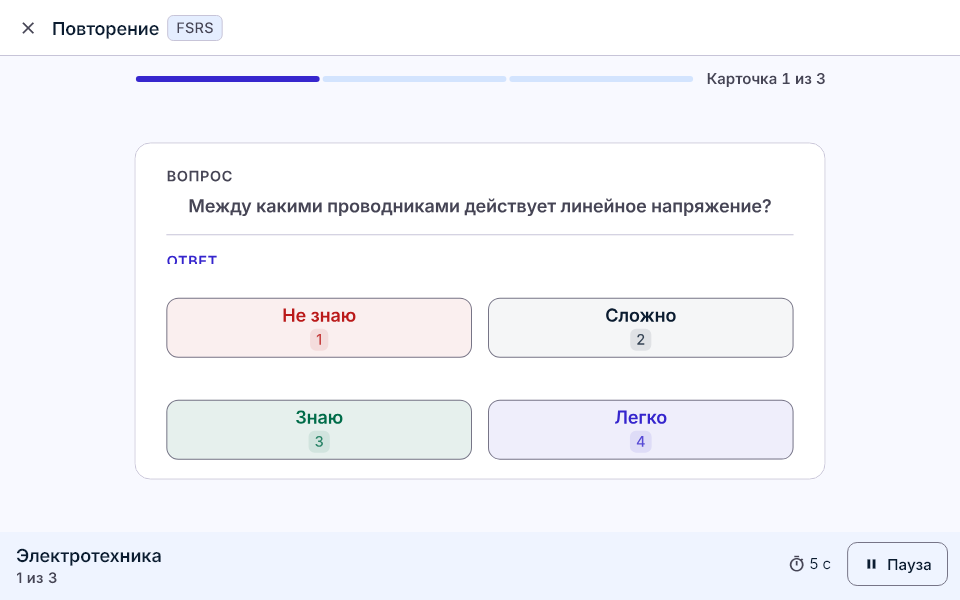 Повторение FSRS
Карточка 1 из 3
ВОПРОС
Между какими проводниками действует линейное напряжение?
ОТВЕТ
Не знаю
1
Сложно
2
Знаю
3
Легко
4
Электротехника
1 из 3
5 с
Пауза